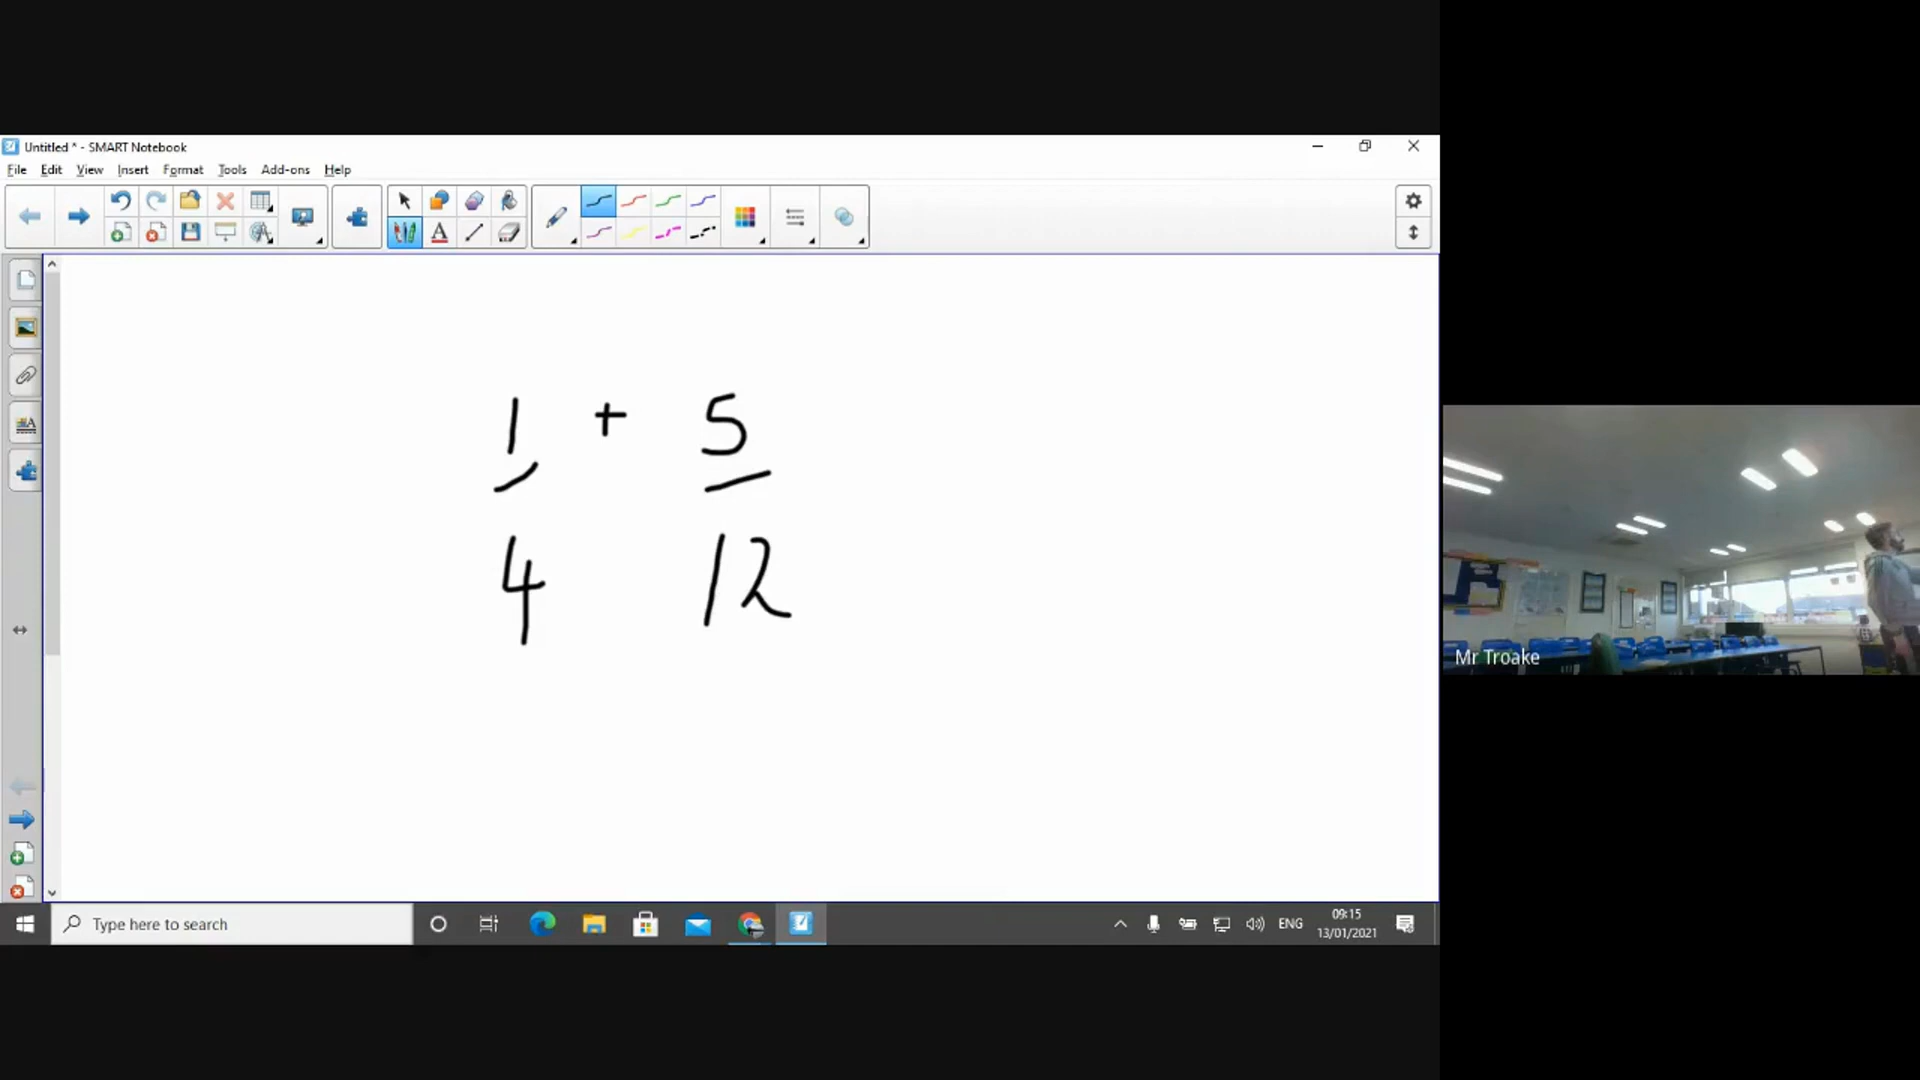 Untitled * - SMART Notebook
File Edit View Insert Format Tools Add-ons Help
1 + 5
4 12
Mr Troake
Type here to search
ENG
09:15
13/01/2021